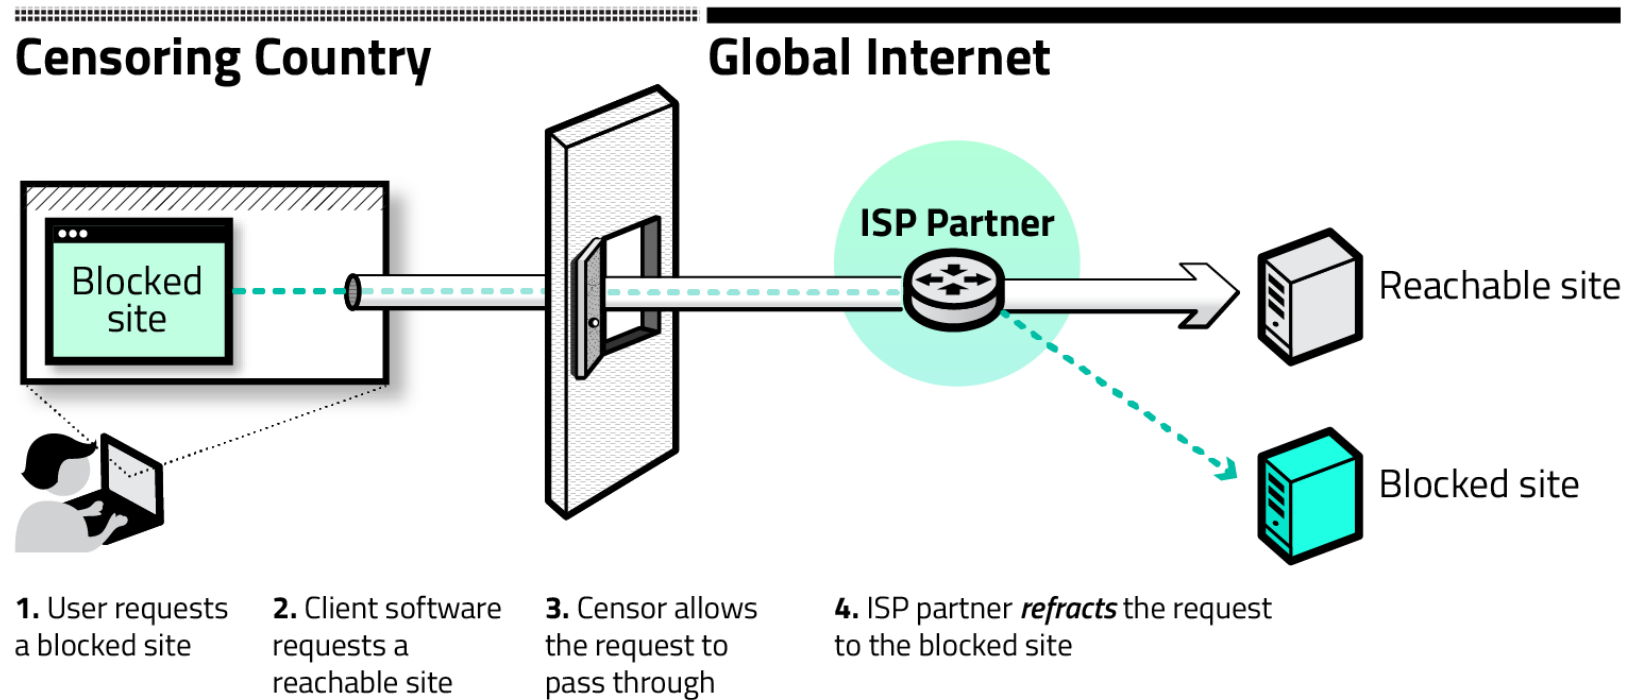 Censoring Country
Global Internet
Blocked
site
ISP Partner
Reachable site
Blocked site
1. User requests
a blocked site
2. Client software
requests a
reachable site
3. Censor allows
the request to
pass through
4. ISP partner refracts the request
to the blocked site